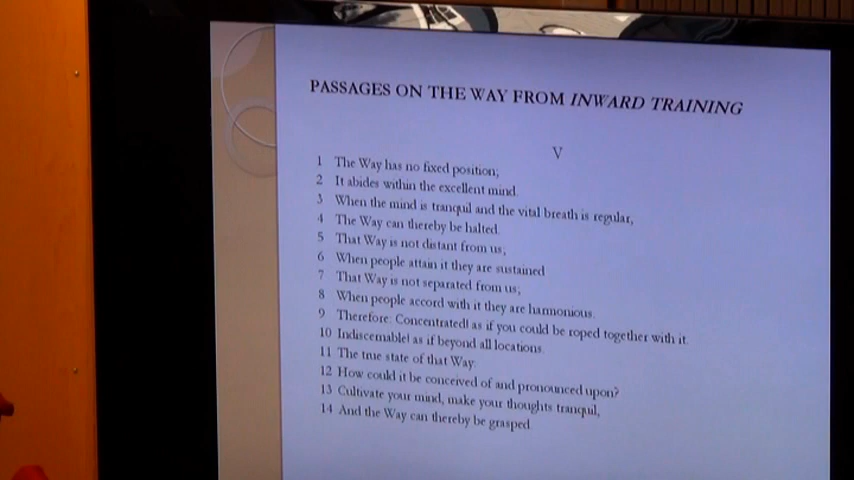 PASSAGES ON THE WAY FROM INWARD TRAINING
V
1 The Way has no fixed position;
2 It abides within the excellent mind.
3 When the mind is tranquil and the vital breath is regular,
4 The Way can thereby be halted.
5 That Way is not distant from us;
6 When people attain it they are sustained
7 That Way is not separated from us;
8 When people accord with it they are harmonious.
9 Therefore: Concentrated! as if you could be roped together with it.
10 Indiscernable! as if beyond all locations.
11 The true state of that Way:
12 How could it be conceived of and pronounced upon?
13 Cultivate your mind, make your thoughts tranquil,
14 And the Way can thereby be grasped.